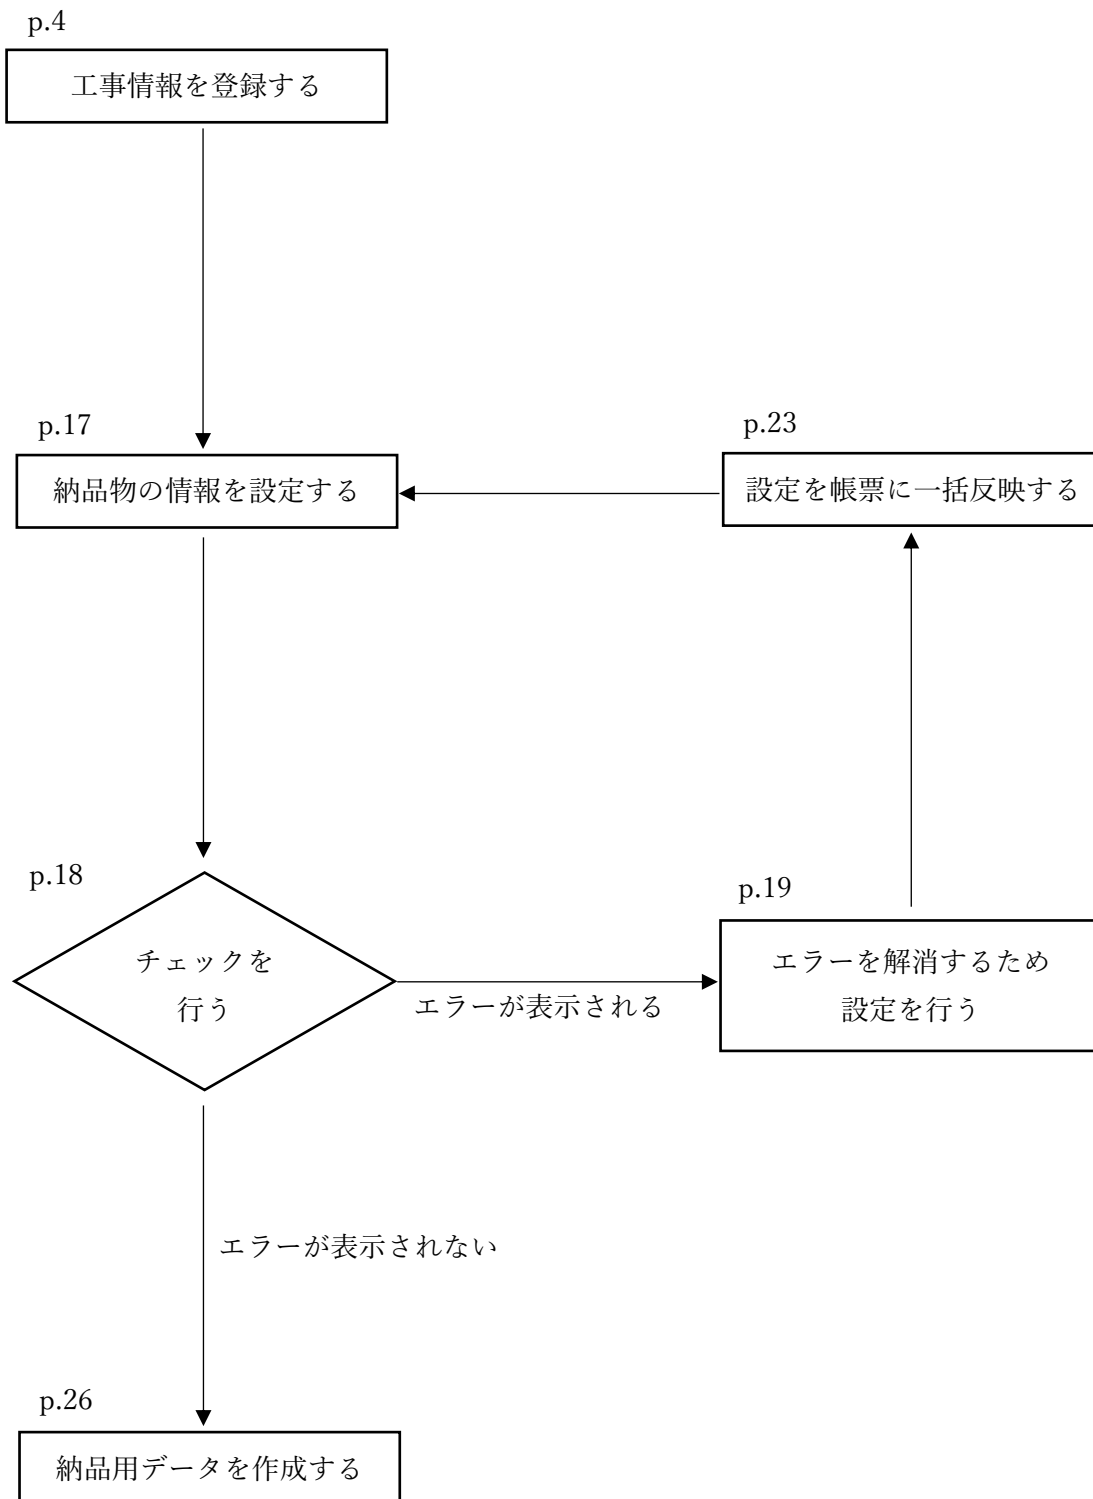 p.4
工事情報を登録する
p.17
納品物の情報を設定する
p.23
設定を帳票に一括反映する
p.18
チェックを
行う
エラーが表示される
p.19
エラーを解消するため
設定を行う
エラーが表示されない
p.26
納品用データを作成する